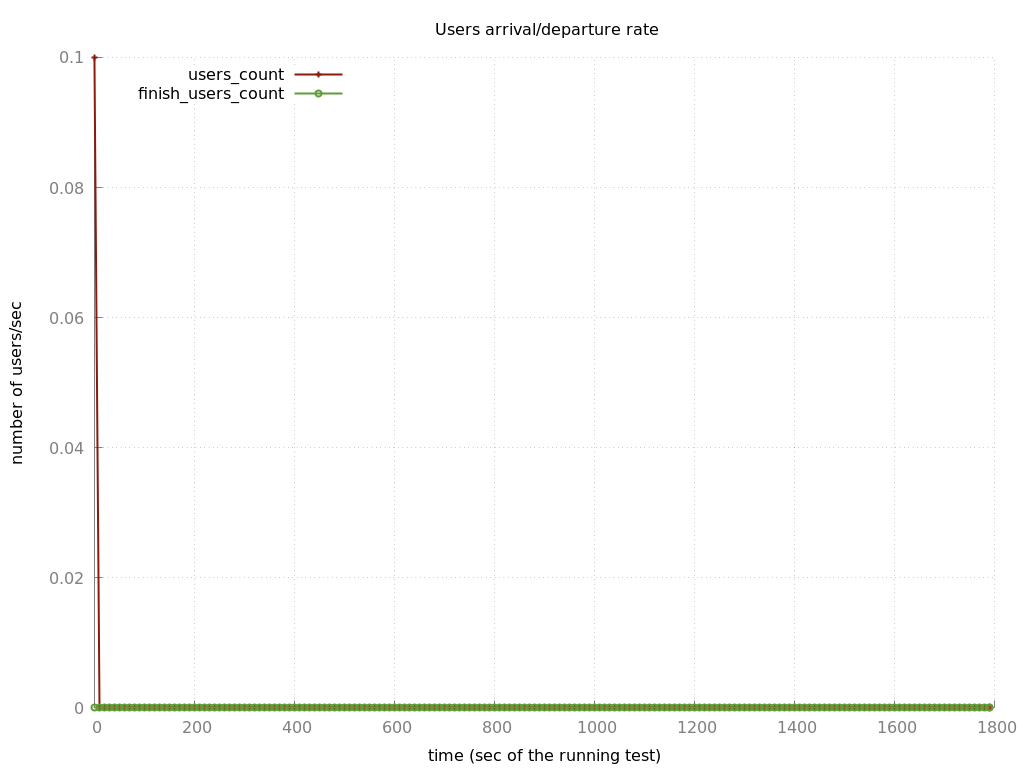 Users arrival/departure rate
users_count
finish_users_count
0.1
0.08
0.06
0.04
0.02
0
number of users/sec
0 200 400 600 800 1000 1200 1400 1600 1800
time (sec of the running test)